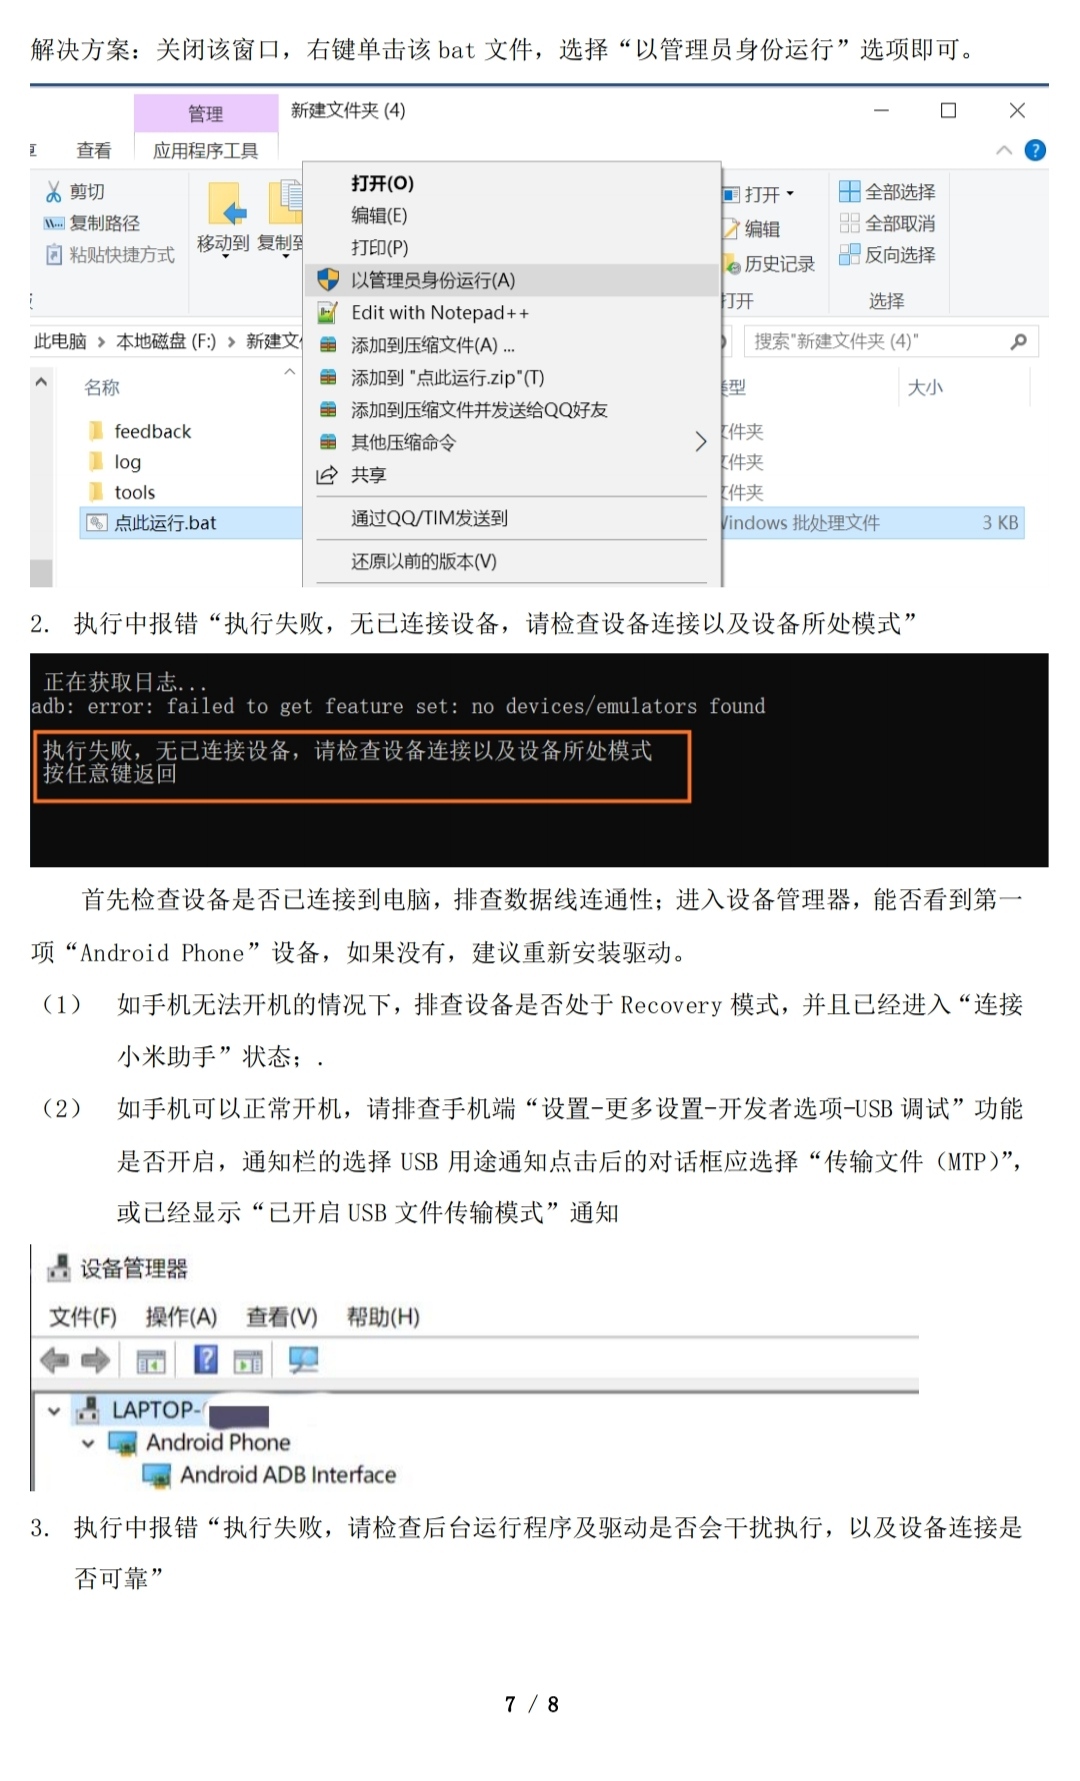 解决方案：关闭该窗口，右键单击该 bat 文件，选择“以管理员身份运行”选项即可。
管理
新建文件夹 (4)
查看
应用程序工具
剪切
复制路径
粘贴快捷方式
移动到
复制到
打开(O)
编辑(E)
打印(P)
以管理员身份运行(A)
Edit with Notepad++
添加到压缩文件(A) ...
添加到 "点此运行.zip"(T)
添加到压缩文件并发送给QQ好友
其他压缩命令
共享
通过QQ/TIM发送到
还原以前的版本(V)
打开
编辑
历史记录
打开
全部选择
全部取消
反向选择
选择
此电脑 > 本地磁盘 (F:) > 新建文
搜索"新建文件夹 (4)"
名称
类型
大小
feedback
文件夹
log
文件夹
tools
文件夹
点此运行.bat
Windows 批处理文件
3 KB
2. 执行中报错“执行失败，无已连接设备，请检查设备连接以及设备所处模式”
正在获取日志...
adb: error: failed to get feature set: no devices/emulators found
执行失败，无已连接设备，请检查设备连接以及设备所处模式
按任意键返回
首先检查设备是否已连接到电脑，排查数据线连通性；进入设备管理器，能否看到第一
项“Android Phone”设备，如果没有，建议重新安装驱动。
（1） 如手机无法开机的情况下，排查设备是否处于 Recovery 模式，并且已经进入“连接
小米助手”状态；.
（2） 如手机可以正常开机，请排查手机端“设置-更多设置-开发者选项-USB 调试”功能
是否开启，通知栏的选择 USB 用途通知点击后的对话框应选择“传输文件（MTP）”，
或已经显示“已开启 USB 文件传输模式”通知
设备管理器
文件(F) 操作(A) 查看(V) 帮助(H)
LAPTOP-
Android Phone
Android ADB Interface
3. 执行中报错“执行失败，请检查后台运行程序及驱动是否会干扰执行，以及设备连接是
否可靠”
7 / 8